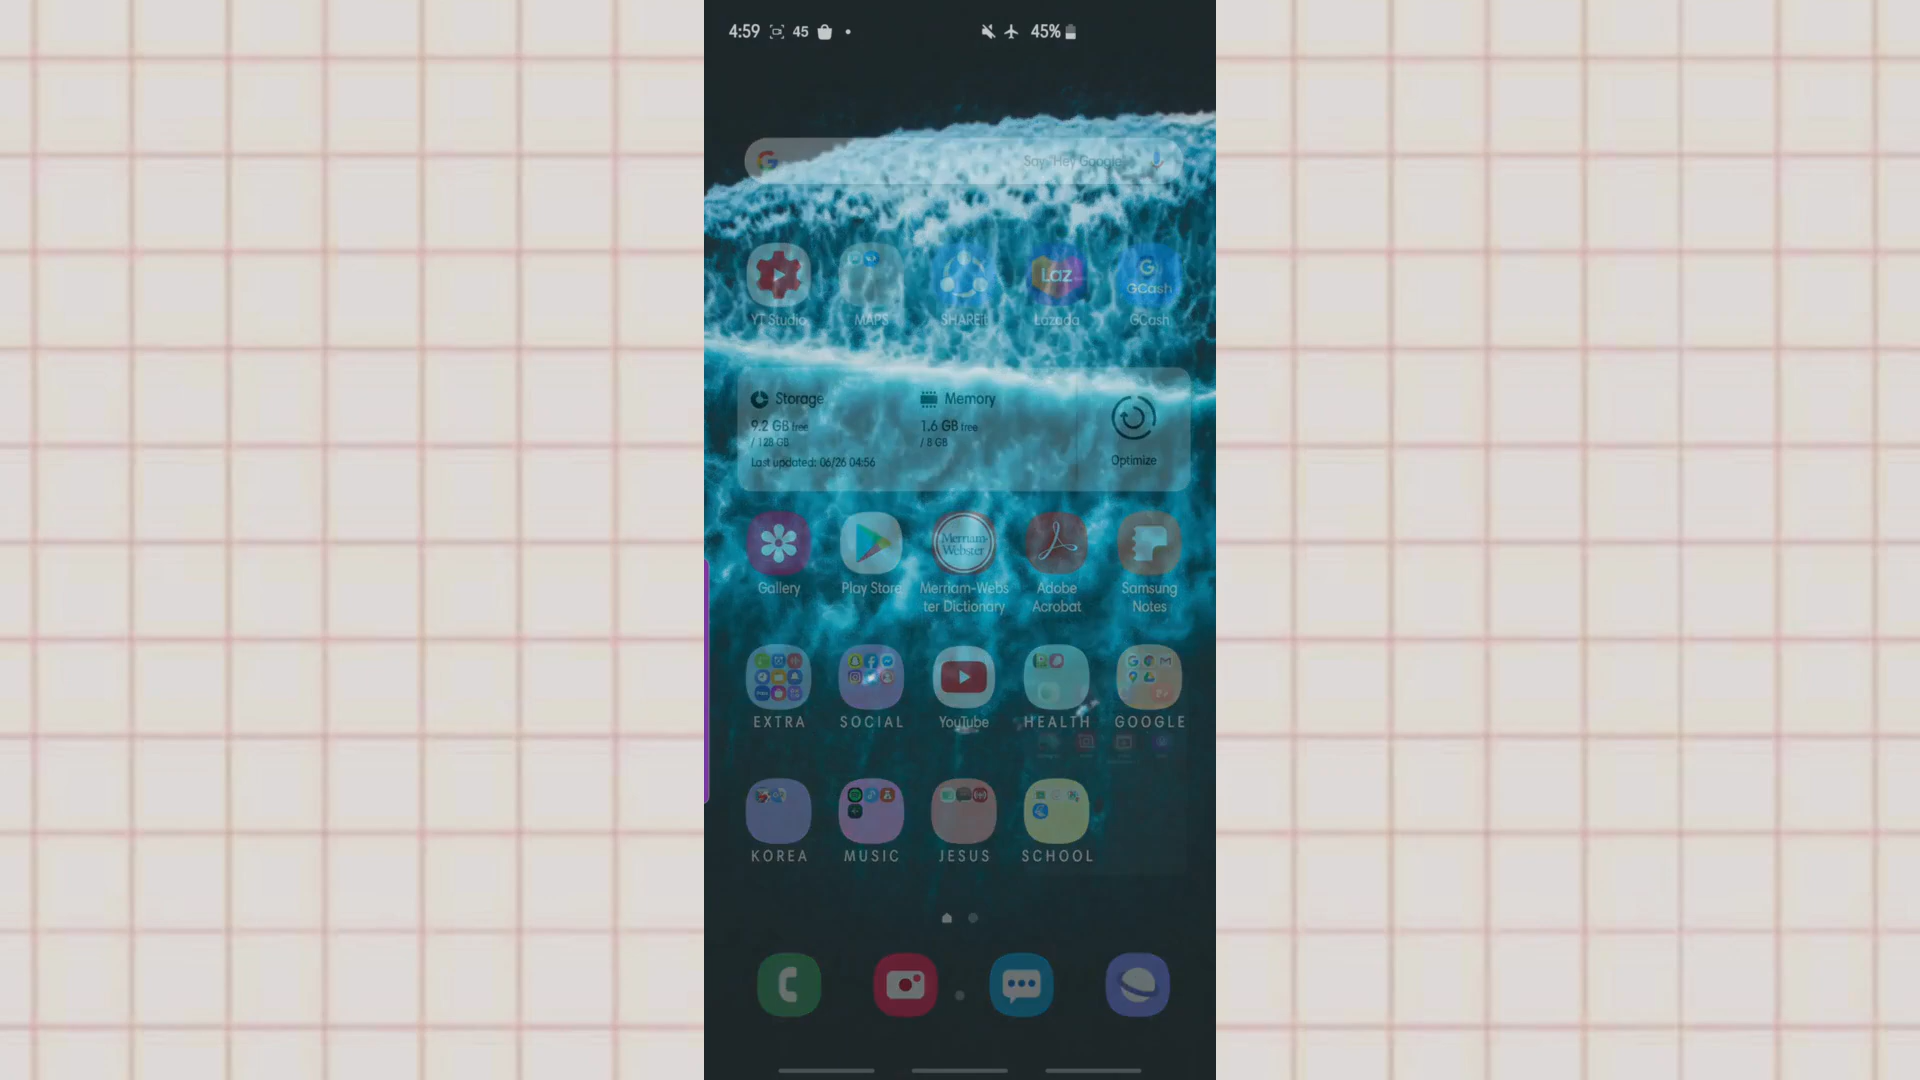 4:59 45 45%
Say "Hey Google"
Laz
G
GCash
YT Studio MAPS SHAREit Lazada GCash
Storage Memory
9.2 GB free 1.6 GB free
/ 128 GB / 8 GB
Last updated: 06/26 04:56 Optimize
Merriam-
Webster
Gallery Play Store Merriam-Webs Adobe Samsung
ter Dictionary Acrobat Notes
EXTRA SOCIAL YouTube HEALTH GOOGLE
KOREA MUSIC JESUS SCHOOL